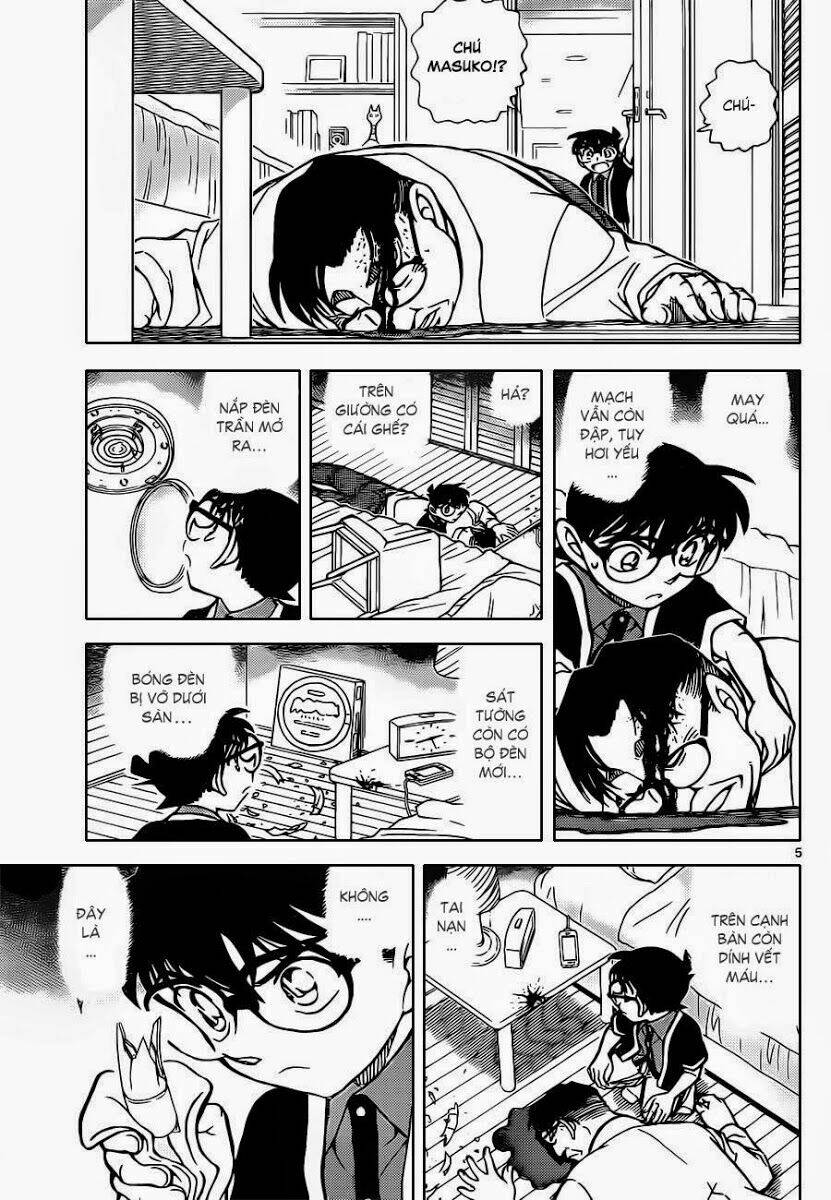 CHÚ-
CHÚ
MASUKO!?
MAY
QUÁ...
MẠCH
VẪN CÒN
ĐẬP, TUY
HƠI YẾU
...
HẢ?
TRÊN
GIƯỜNG CÓ
CÁI GHẾ?
NẮP ĐÈN
TRẦN MỞ
RA...
SÁT
TƯỜNG
CÒN CÓ
BỘ ĐÈN
MỚI...
BÓNG ĐÈN
BỊ VỠ DƯỚI
SÀN...
5
TRÊN CẠNH
BÀN CÒN
DÍNH VẾT
MÁU...
TAI
NẠN
...
KHÔNG
....
ĐÂY
LÀ
...